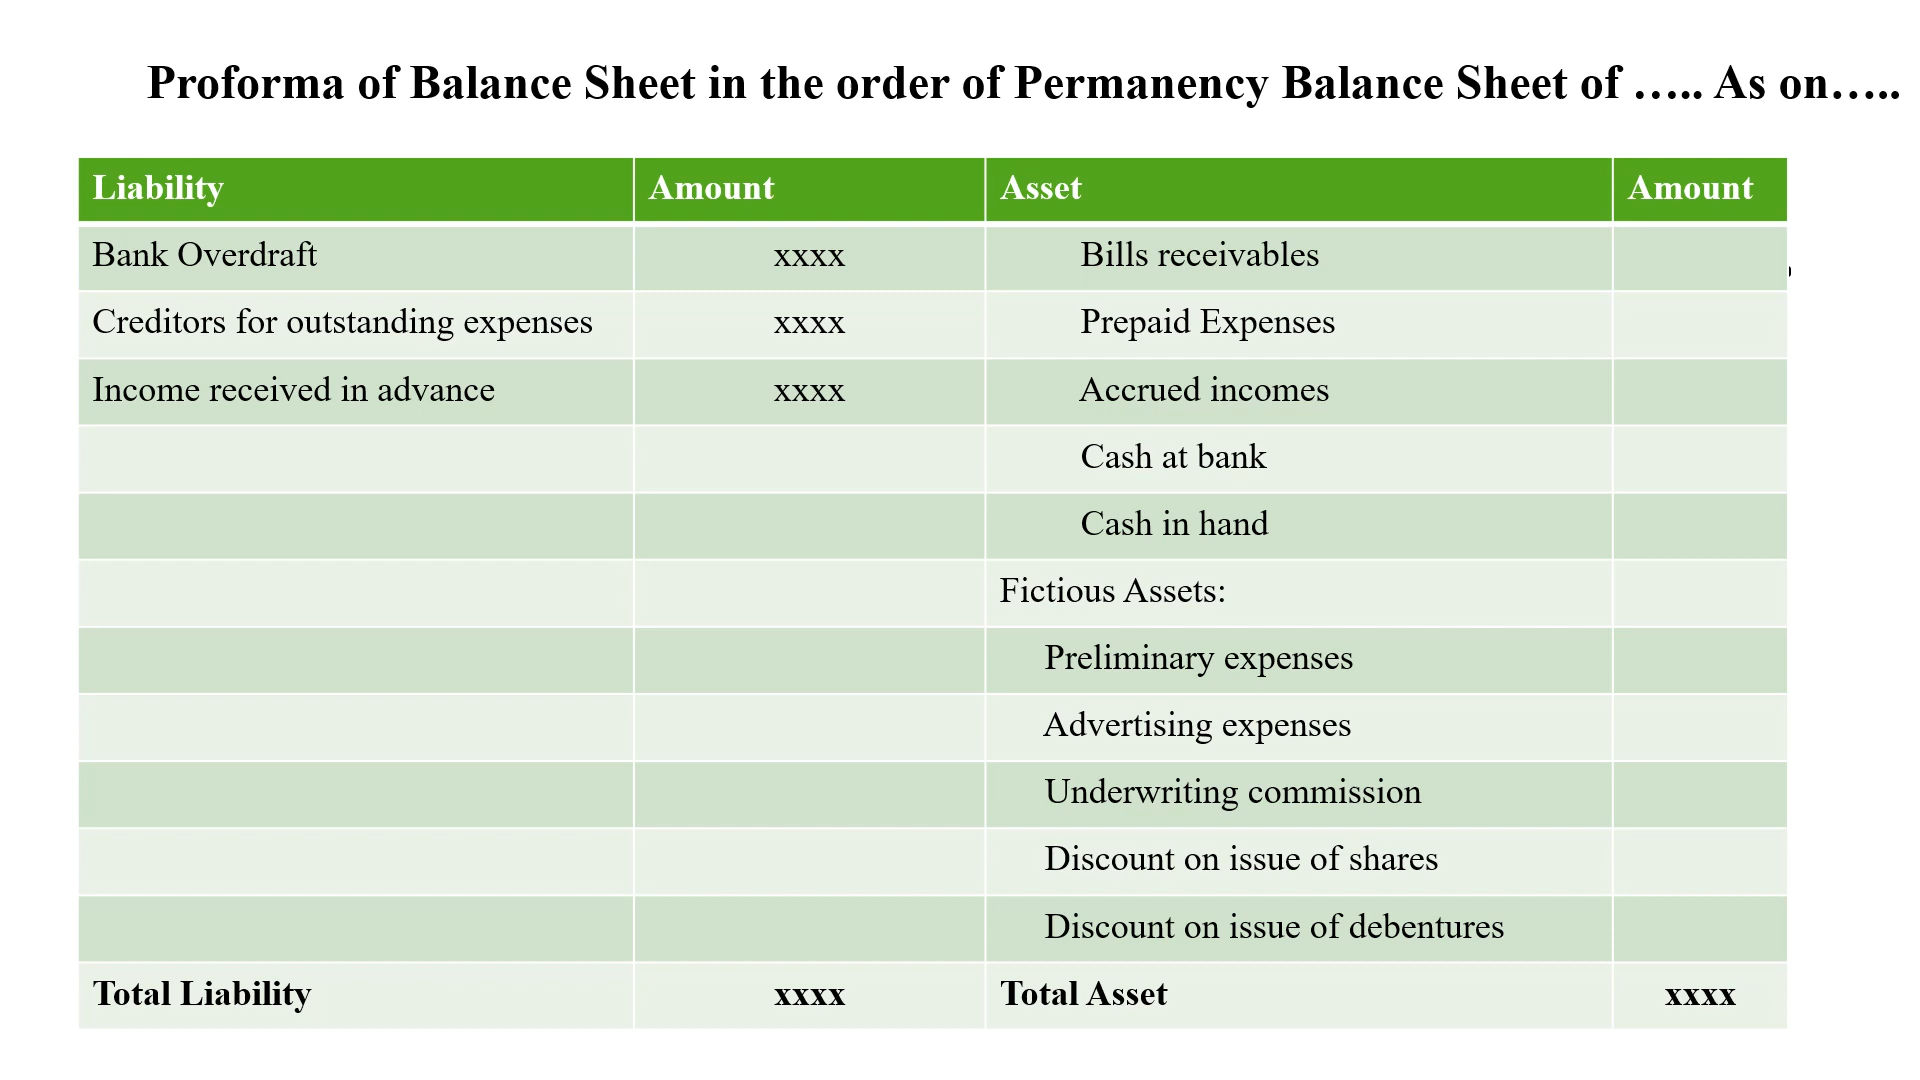 Proforma of Balance Sheet in the order of Permanency Balance Sheet of ….. As on…..
Liability Amount Asset Amount
Bank Overdraft xxxx Bills receivables
Creditors for outstanding expenses xxxx Prepaid Expenses
Income received in advance xxxx Accrued incomes
Cash at bank
Cash in hand
Fictious Assets:
Preliminary expenses
Advertising expenses
Underwriting commission
Discount on issue of shares
Discount on issue of debentures
Total Liability xxxx Total Asset xxxx